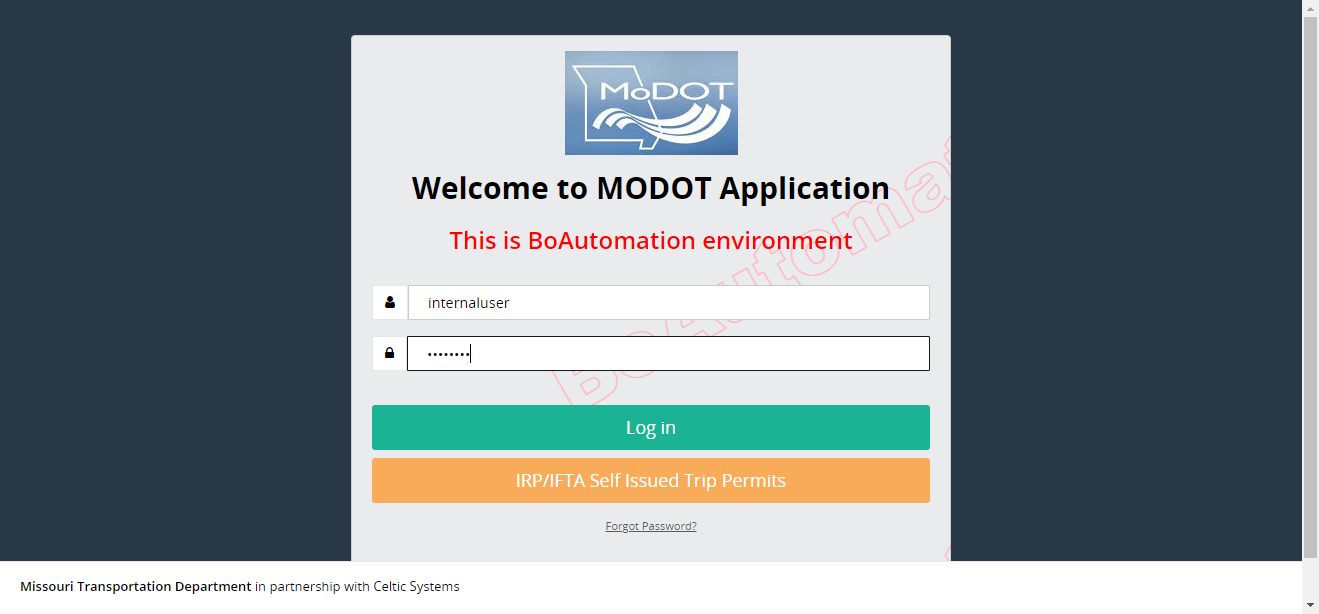 MoDOT
Welcome to MODOT Application
This is BoAutomation environment
internaluser
••••••••
Log in
IRP/IFTA Self Issued Trip Permits
Forgot Password?
BoAutomat
Missouri Transportation Department in partnership with Celtic Systems